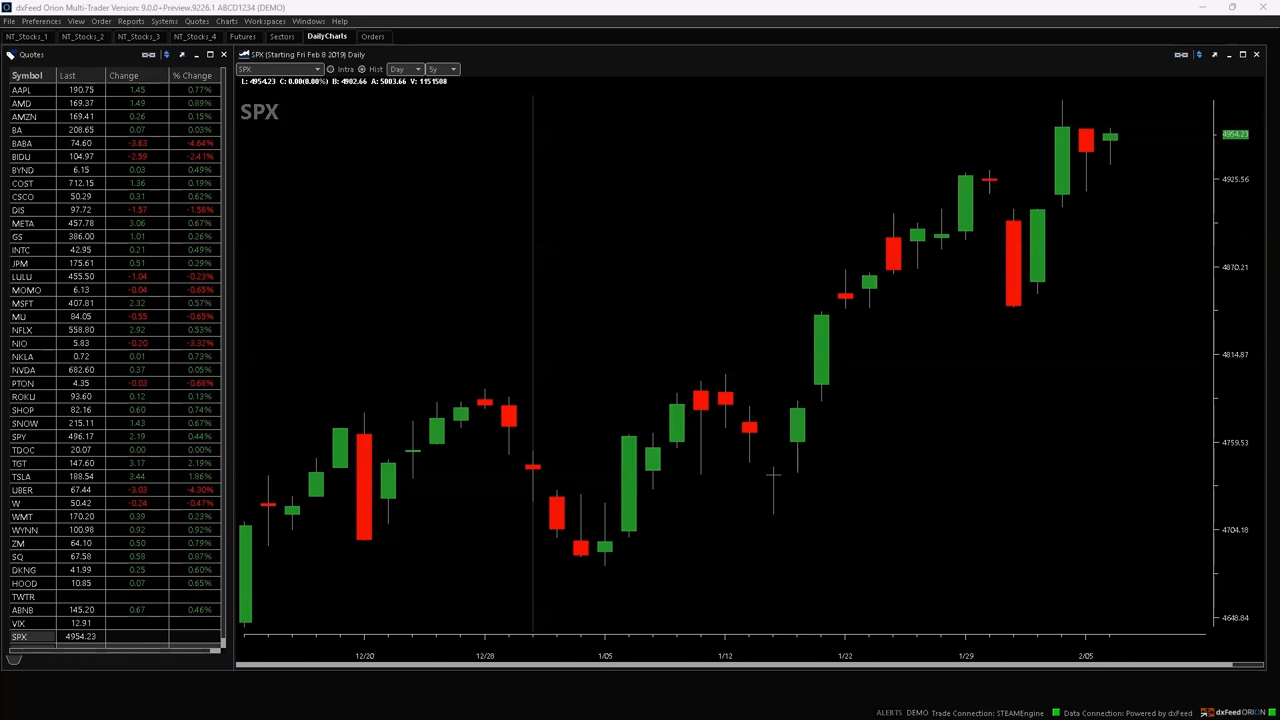 dxFeed Orion Multi-Trader Version: 9.0.0+Preview.9226.1 ABCD1234 (DEMO)
File Preferences View Order Reports Systems Quotes Charts Workspaces Windows Help
NT_Stocks_1 NT_Stocks_2 NT_Stocks_3 NT_Stocks_4 Futures Sectors DailyCharts Orders
Quotes
Symbol Last Change % Change
AAPL 190.75 1.45 0.77%
AMD 169.37 1.49 0.89%
AMZN 169.41 0.26 0.15%
BA 208.65 0.07 0.03%
BABA 74.60 -3.63 -4.64%
BIDU 104.97 -2.59 -2.41%
BYND 6.15 0.03 0.49%
COST 712.15 1.36 0.19%
CSCO 50.29 0.31 0.62%
DIS 97.72 -1.57 -1.58%
META 457.78 3.06 0.67%
GS 386.00 1.01 0.26%
INTC 42.95 0.21 0.49%
JPM 175.61 0.51 0.29%
LULU 455.50 -1.04 -0.23%
MOMO 6.13 -0.04 -0.65%
MSFT 407.81 2.32 0.57%
MU 84.05 -0.55 -0.65%
NFLX 558.80 2.92 0.53%
NIO 5.83 -0.20 -3.32%
NKLA 0.72 0.01 0.73%
NVDA 682.60 0.37 0.05%
PTON 4.35 -0.03 -0.68%
ROKU 93.60 0.12 0.13%
SHOP 82.16 0.60 0.74%
SNOW 215.11 1.43 0.67%
SPY 496.17 2.19 0.44%
TDOC 20.07 0.00 0.00%
TGT 147.60 3.17 2.19%
TSLA 188.54 3.44 1.86%
UBER 67.44 -3.03 -4.30%
W 50.42 -0.24 -0.47%
WMT 170.20 0.39 0.23%
WYNN 100.98 0.92 0.92%
ZM 64.10 0.50 0.79%
SQ 67.58 0.58 0.87%
DKNG 41.99 0.25 0.60%
HOOD 10.85 0.07 0.65%
TWTR
ABNB 145.20 0.67 0.46%
VIX 12.91
SPX 4954.23
SPX (Starting Fri Feb 8 2019) Daily
SPX Intra Hist Day 5y
L: 4954.23 C: 0.00(0.00%) B: 4902.66 A: 5003.66 V: 1151508
SPX
4954.23
4925.56
4870.21
4814.87
4759.53
4704.18
4648.84
12/20 12/28 1/05 1/12 1/22 1/29 2/05
ALERTS DEMO Trade Connection: STEAMEngine Data Connection: Powered by dxFeed dxFeed ORION